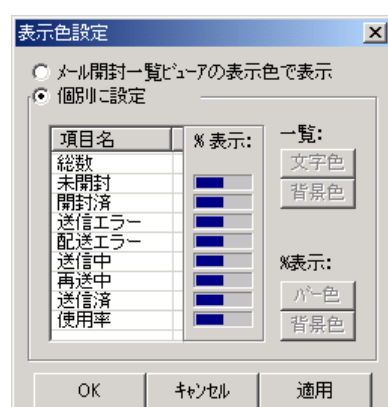 表示色設定
メール開封一覧ビューアの表示色で表示
個別に設定
項目名
% 表示:
一覧:
総数
文字色
未開封
背景色
開封済
送信エラー
配送エラー
送信中
%表示:
再送中
バー色
送信済
背景色
使用率
OK
キャンセル
適用